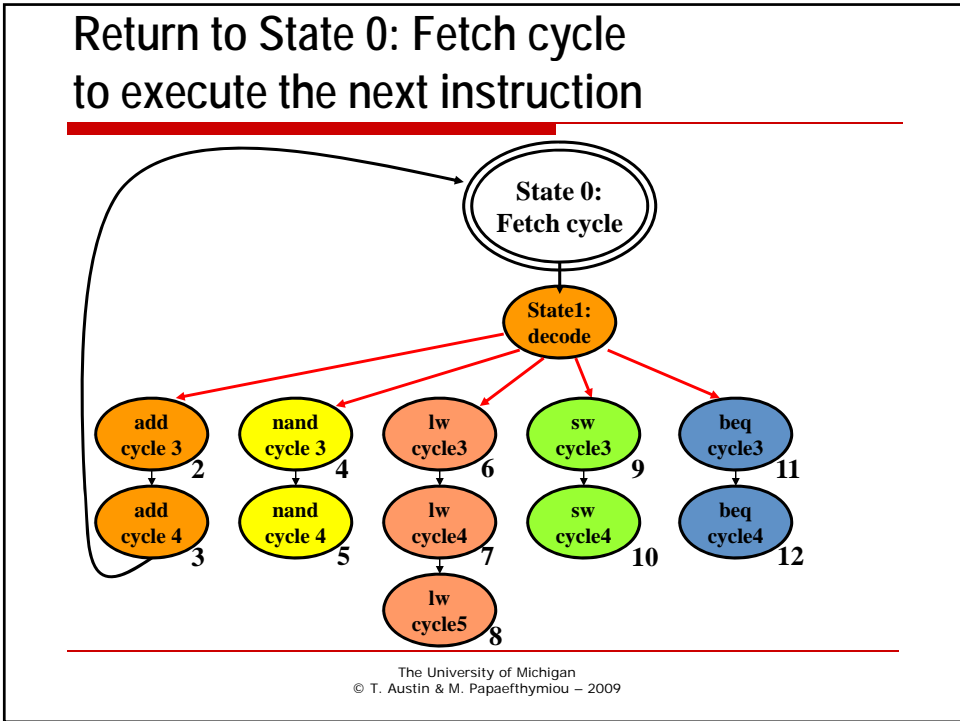 Return to State 0: Fetch cycle
to execute the next instruction
State 0:
Fetch cycle
State1:
decode
add
cycle 3
2
nand
cycle 3
4
lw
cycle3
6
sw
cycle3
9
beq
cycle3
11
add
cycle 4
3
nand
cycle 4
5
lw
cycle4
7
sw
cycle4
10
beq
cycle4
12
lw
cycle5
8
The University of Michigan
© T. Austin & M. Papaefthymiou – 2009